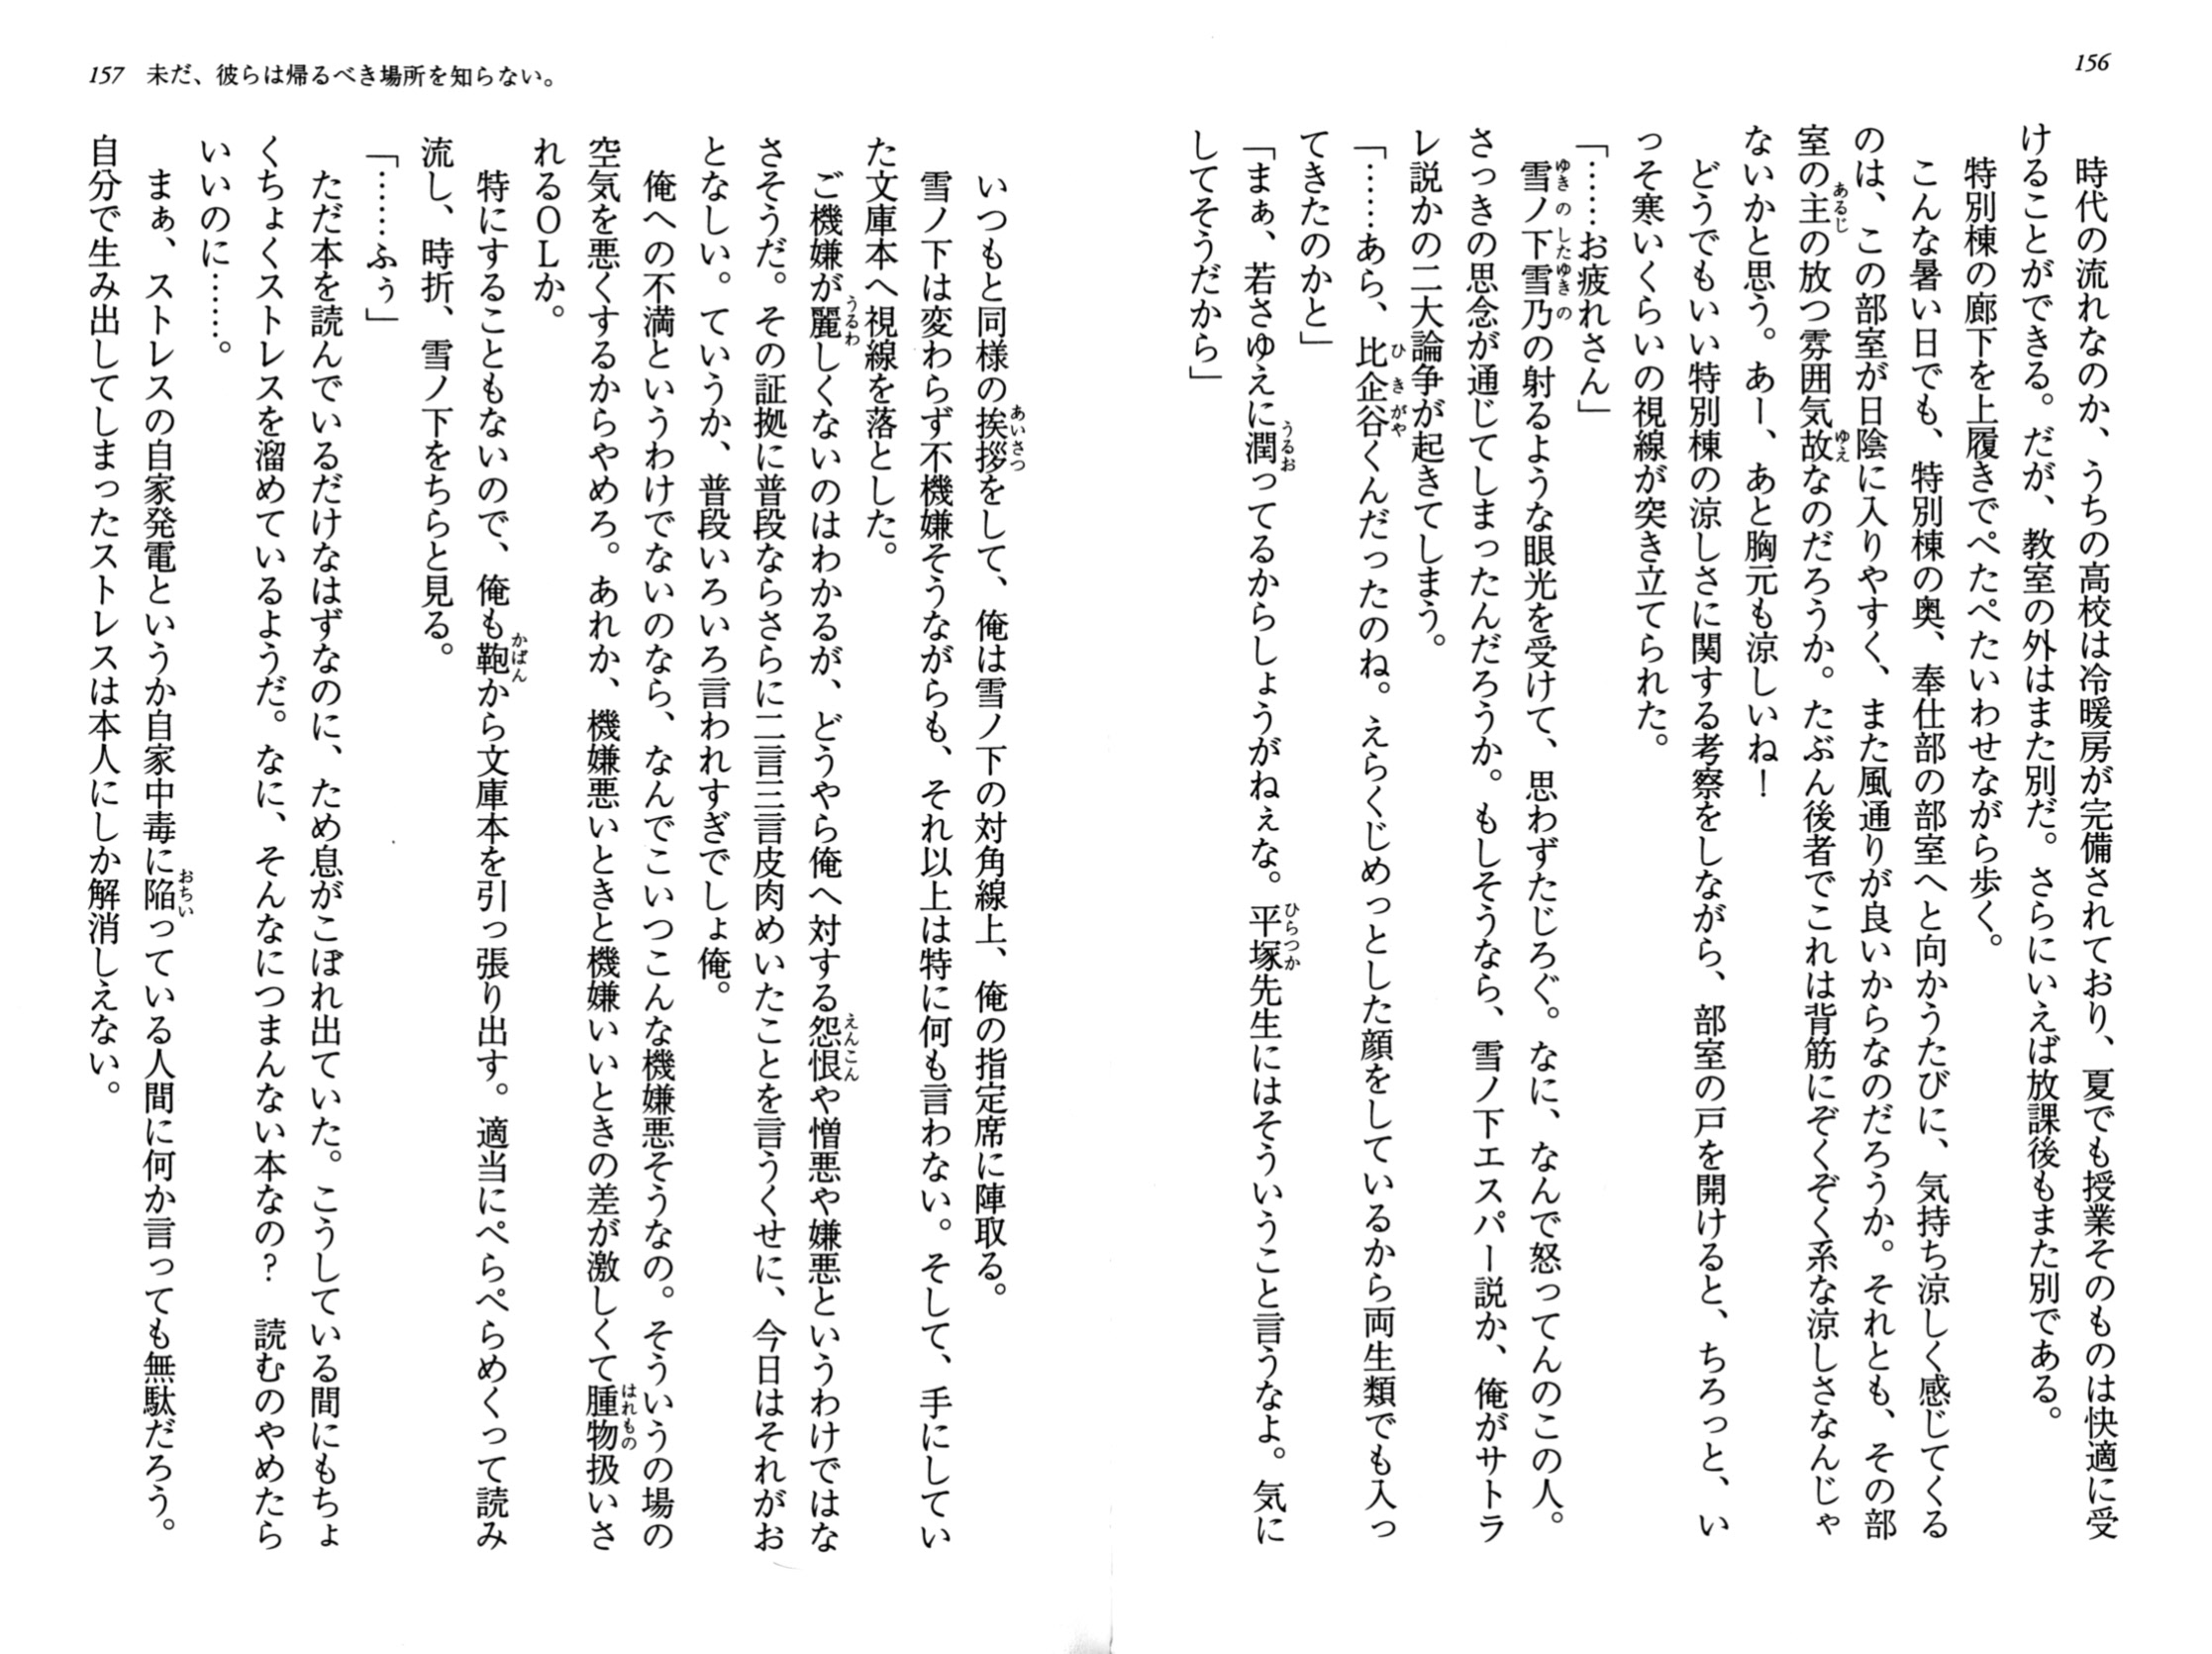 156
時代の流れなのか、うちの高校は冷暖房が完備されており、夏でも授業そのものは快適に受
けることができる。だが、教室の外はまた別だ。さらにいえば放課後もまた別である。
特別棟の廊下を上履きでぺたぺたいわせながら歩く。
こんな暑い日でも、特別棟の奥、奉仕部の部室へと向かうたびに、気持ち涼しく感じてくる
のは、この部室が日陰に入りやすく、また風通りが良いからなのだろうか。それとも、その部
室の主の放つ雰囲気故なのだろうか。たぶん後者でこれは背筋にぞくぞく系な涼しさなんじゃ
ないかと思う。あー、あと胸元も涼しいね！
どうでもいい特別棟の涼しさに関する考察をしながら、部室の戸を開けると、ちろっと、い
っそ寒いくらいの視線が突き立てられた。
「……お疲れさん」
雪ノ下雪乃の射るような眼光を受けて、思わずたじろぐ。なに、なんで怒ってんのこの人。
さっきの思念が通じてしまったんだろうか。もしそうなら、雪ノ下エスパー説か、俺がサトラ
レ説かの二大論争が起きてしまう。
「……あら、比企谷くんだったのね。えらくじめっとした顔をしているから両生類でも入っ
てきたのかと」
「まぁ、若さゆえに潤ってるからしょうがねぇな。平塚先生にはそういうこと言うなよ。気に
してそうだから」
157 未だ、彼らは帰るべき場所を知らない。
いつもと同様の挨拶をして、俺は雪ノ下の対角線上、俺の指定席に陣取る。
雪ノ下は変わらず不機嫌そうながらも、それ以上は特に何も言わない。そして、手にしてい
た文庫本へ視線を落とした。
ご機嫌が麗しくないのはわかるが、どうやら俺へ対する怨恨や憎悪や嫌悪というわけではな
さそうだ。その証拠に普段ならさらに二言三言皮肉めいたことを言うくせに、今日はそれがお
となしい。ていうか、普段いろいろ言われすぎでしょ俺。
俺への不満というわけでないのなら、なんでこいつこんな機嫌悪そうなの。そういうの場の
空気を悪くするからやめろ。あれか、機嫌悪いときと機嫌いいときの差が激しくて腫物扱いさ
れるOLか。
特にすることもないので、俺も鞄から文庫本を引っ張り出す。適当にぺらぺらめくって読み
流し、時折、雪ノ下をちらと見る。
「……ふぅ」
ただ本を読んでいるだけなはずなのに、ため息がこぼれ出ていた。こうしている間にもちょ
くちょくストレスを溜めているようだ。なに、そんなにつまんない本なの？　読むのやめたら
いいのに……。
まぁ、ストレスの自家発電というか自家中毒に陥っている人間に何か言っても無駄だろう。
自分で生み出してしまったストレスは本人にしか解消しえない。